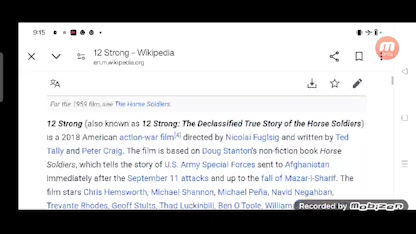 9:15
12 Strong - Wikipedia
en.m.wikipedia.org
For the 1959 film, see The Horse Soldiers.
12 Strong (also known as 12 Strong: The Declassified True Story of the Horse Soldiers)
is a 2018 American action-war film[4] directed by Nicolai Fuglsig and written by Ted
Tally and Peter Craig. The film is based on Doug Stanton's non-fiction book Horse
Soldiers, which tells the story of U.S. Army Special Forces sent to Afghanistan
immediately after the September 11 attacks and up to the fall of Mazar-i-Sharif. The
film stars Chris Hemsworth, Michael Shannon, Michael Peña, Navid Negahban,
Trevante Rhodes, Geoff Stults, Thad Luckinbill, Ben O'Toole, William
Recorded by mobizen